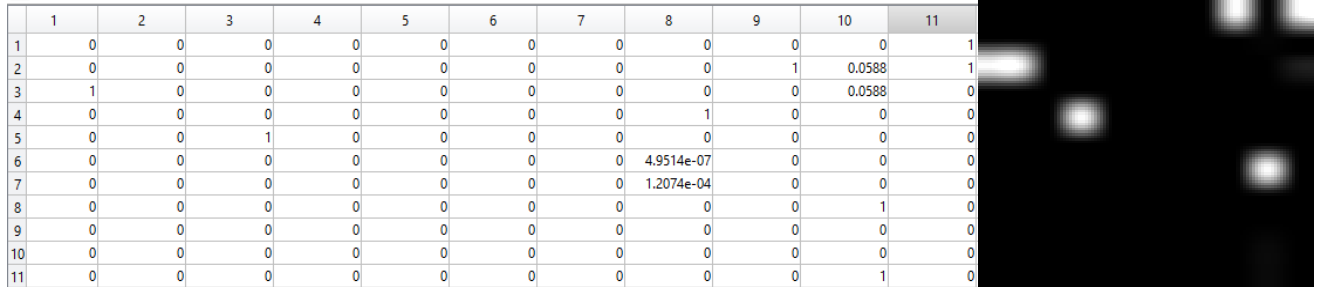 1 2 3 4 5 6 7 8 9 10 11
1 0 0 0 0 0 0 0 0 0 0 1
2 0 0 0 0 0 0 0 0 1 0.0588 1
3 1 0 0 0 0 0 0 0 0 0.0588 0
4 0 0 0 0 0 0 0 1 0 0 0
5 0 0 1 0 0 0 0 0 0 0 0
6 0 0 0 0 0 0 0 4.9514e-07 0 0 0
7 0 0 0 0 0 0 0 1.2074e-04 0 0 0
8 0 0 0 0 0 0 0 0 0 1 0
9 0 0 0 0 0 0 0 0 0 0 0
10 0 0 0 0 0 0 0 0 0 0 0
11 0 0 0 0 0 0 0 0 0 1 0